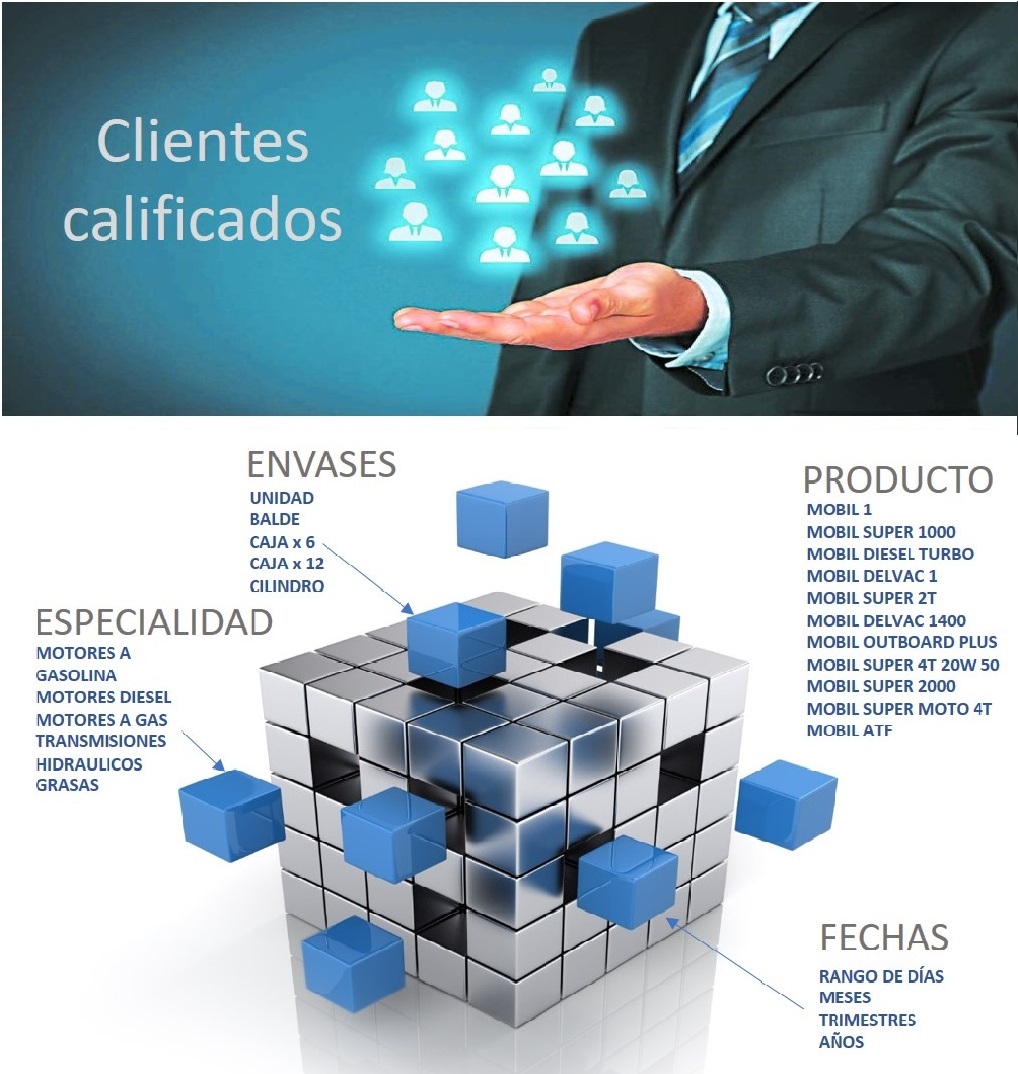 Clientes
calificados
ENVASES
UNIDAD
BALDE
CAJA x 6
CAJA x 12
CILINDRO
PRODUCTO
MOBIL 1
MOBIL SUPER 1000
MOBIL DIESEL TURBO
MOBIL DELVAC 1
MOBIL SUPER 2T
MOBIL DELVAC 1400
MOBIL OUTBOARD PLUS
MOBIL SUPER 4T 20W 50
MOBIL SUPER 2000
MOBIL SUPER MOTO 4T
MOBIL ATF
ESPECIALIDAD
MOTORES A
GASOLINA
MOTORES DIESEL
MOTORES A GAS
TRANSMISIONES
HIDRAULICOS
GRASAS
FECHAS
RANGO DE DÍAS
MESES
TRIMESTRES
AÑOS